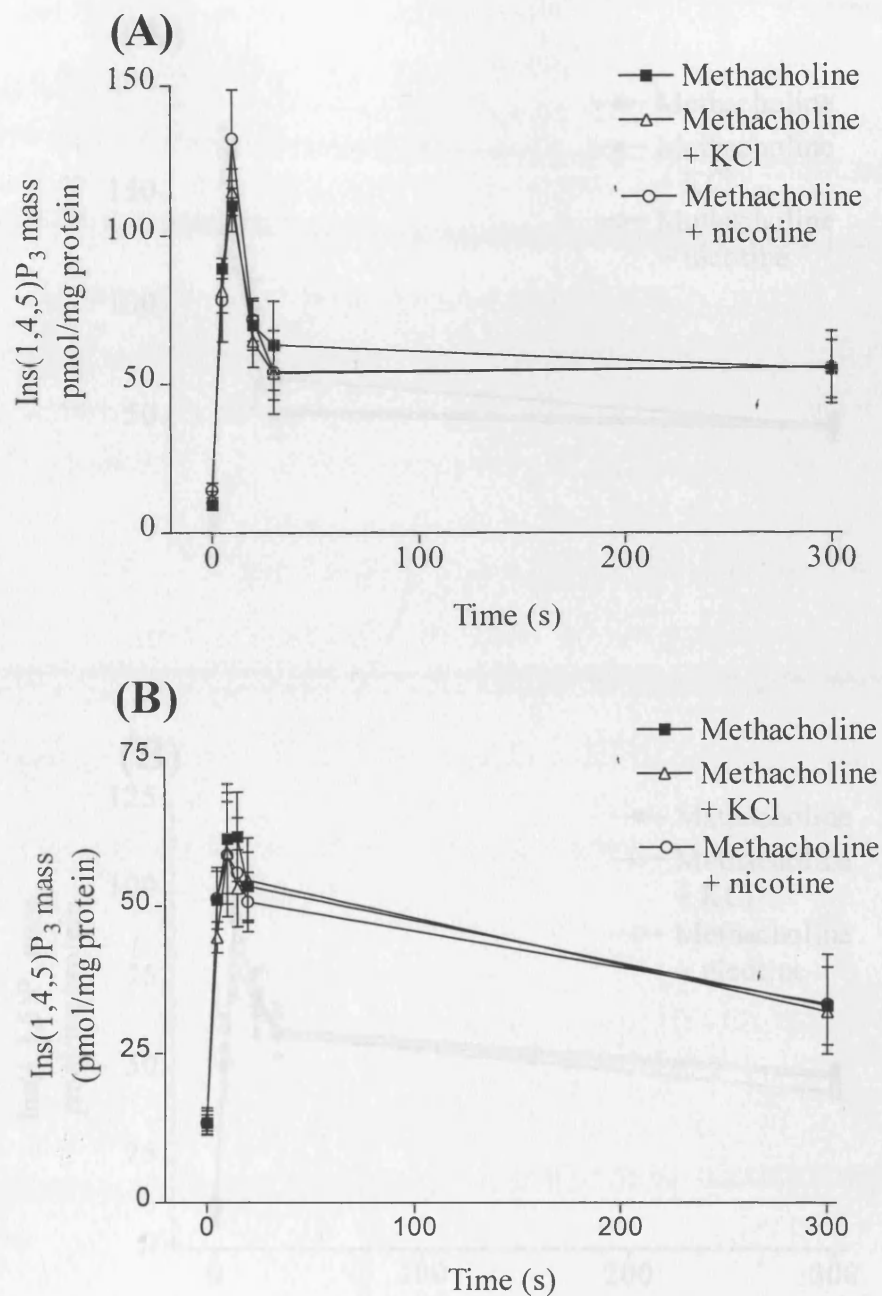 (A)
150
100
50
0
Ins(1,4,5)P3 mass
pmol/mg protein
Methacholine
Methacholine
+ KCl
Methacholine
+ nicotine
0
100
200
300
Time (s)
(B)
75
50
25
0
Ins(1,4,5)P3 mass
(pmol/mg protein)
Methacholine
Methacholine
+ KCl
Methacholine
+ nicotine
0
100
200
300
Time (s)